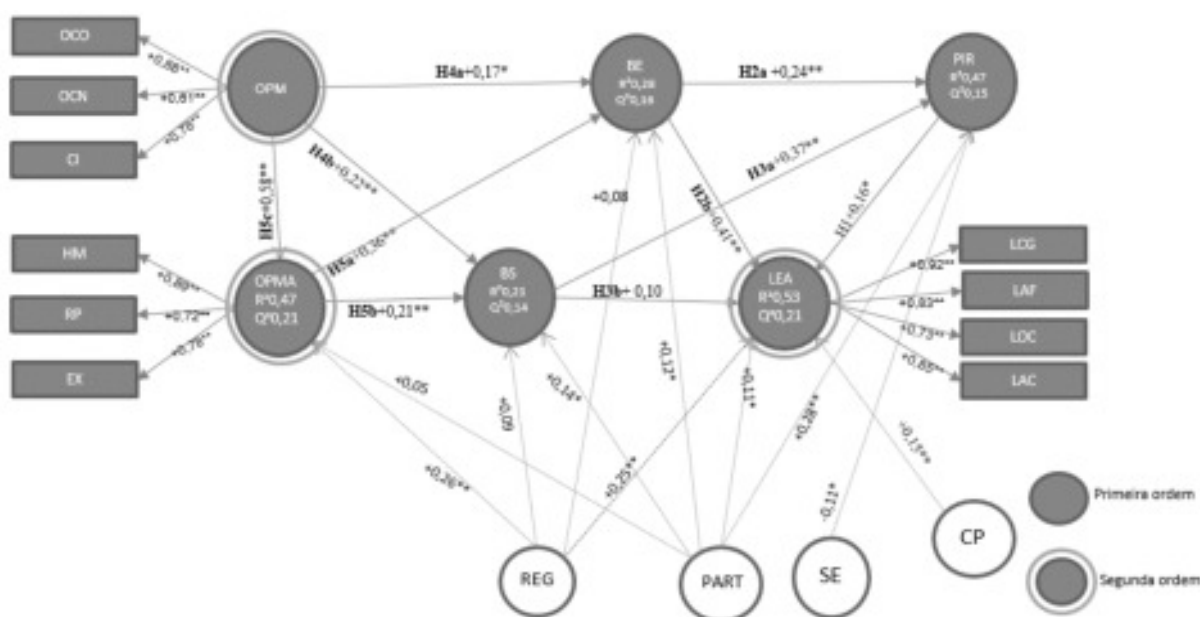 OCO
OCN
CI
+0,88**
+0,81**
+0,78**
OPM
H4a+0,17*
BE
R²0,28
Q²0,16
H2a +0,24**
PIR
R²0,47
Q²0,15
H4b+0,22**
H5c+0,58**
+0,08
H3a+0,37**
H2b+0,41**
H1+0,16*
HM
RP
EX
+0,89**
+0,72**
+0,78**
OPMA
R²0,47
Q²0,21
H5a+0,36**
H5b+0,21**
BS
R²0,21
Q²0,14
H3b+ 0,10
LEA
R²0,53
Q²0,21
LCG
LAF
LOC
LAC
+0,92**
+0,83**
+0,73**
+0,85**
+0,05
+0,09
+0,14*
+0,12*
+0,11*
+0,28**
+0,26**
+0,25**
-0,11*
+0,13**
REG
PART
SE
CP
Primeira ordem
Segunda ordem